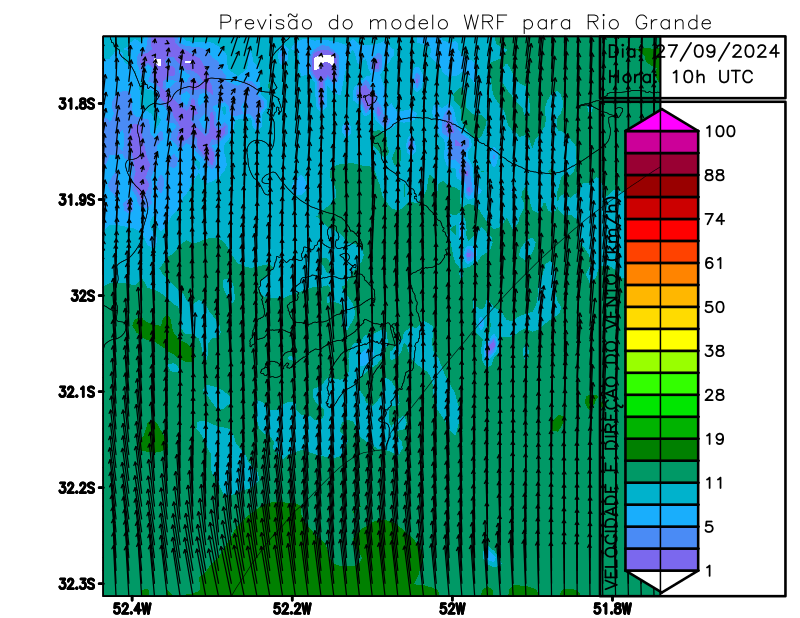 Previsão do modelo WRF para Rio Grande
Dia: 27/09/2024
Hora: 10h UTC
31.8S
31.9S
32S
32.1S
32.2S
32.3S
52.4W
52.2W
52W
51.8W
VELOCIDADE E DIREÇÃO DO VENTO (km/h)
100
88
74
61
50
38
28
19
11
5
1